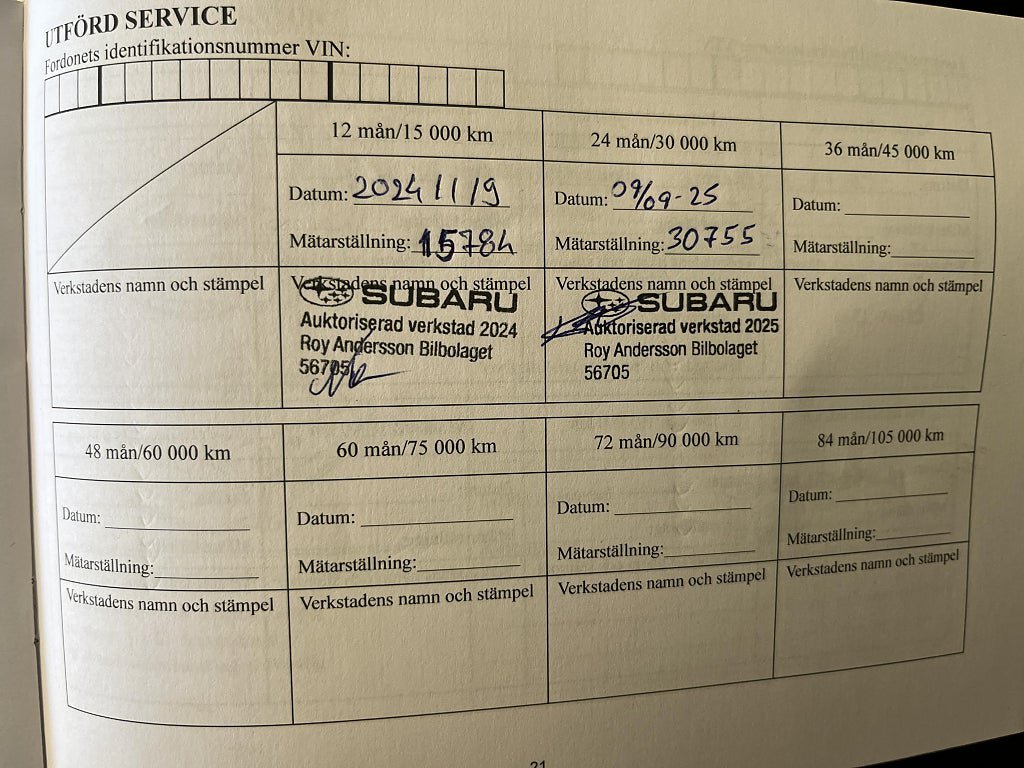 UTFÖRD SERVICE
Fordonets identifikationsnummer VIN:
12 mån/15 000 km
24 mån/30 000 km
36 mån/45 000 km
Datum: 2024 11 19
Datum: 09/09-25
Datum:
Mätarställning: 15784
Mätarställning: 30755
Mätarställning:
Verkstadens namn och stämpel
Verkstadens namn och stämpel
SUBARU
Auktoriserad verkstad 2024
Roy Andersson Bilbolaget
56705
Verkstadens namn och stämpel
SUBARU
Auktoriserad verkstad 2025
Roy Andersson Bilbolaget
56705
Verkstadens namn och stämpel
48 mån/60 000 km
60 mån/75 000 km
72 mån/90 000 km
84 mån/105 000 km
Datum:
Datum:
Datum:
Datum:
Mätarställning:
Mätarställning:
Mätarställning:
Mätarställning:
Verkstadens namn och stämpel
Verkstadens namn och stämpel
Verkstadens namn och stämpel
Verkstadens namn och stämpel
21